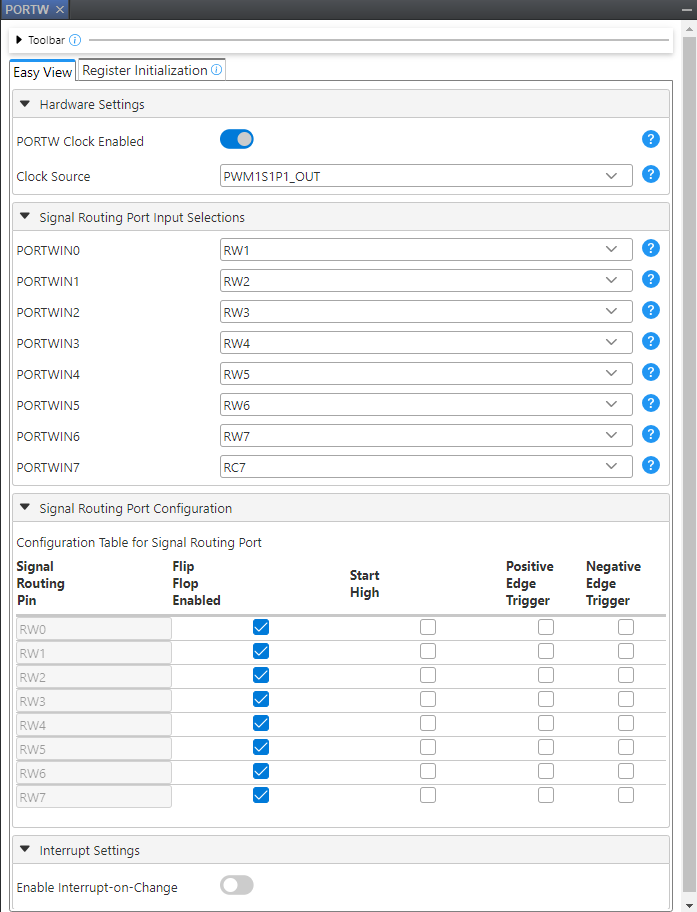 PORTW
Toolbar
Easy View
Register Initialization
Hardware Settings
PORTW Clock Enabled
Clock Source PWM1S1P1_OUT
Signal Routing Port Input Selections
PORTWIN0 RW1
PORTWIN1 RW2
PORTWIN2 RW3
PORTWIN3 RW4
PORTWIN4 RW5
PORTWIN5 RW6
PORTWIN6 RW7
PORTWIN7 RC7
Signal Routing Port Configuration
Configuration Table for Signal Routing Port
Signal Routing Pin
Flip Flop Enabled
Start High
Positive Edge Trigger
Negative Edge Trigger
RW0
RW1
RW2
RW3
RW4
RW5
RW6
RW7
Interrupt Settings
Enable Interrupt-on-Change